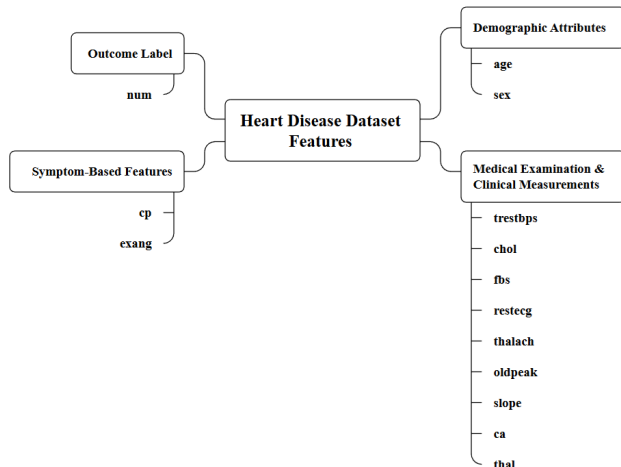 Heart Disease Dataset
Features
Outcome Label
num
Symptom-Based Features
cp
exang
Demographic Attributes
age
sex
Medical Examination &
Clinical Measurements
trestbps
chol
fbs
restecg
thalach
oldpeak
slope
ca
thal